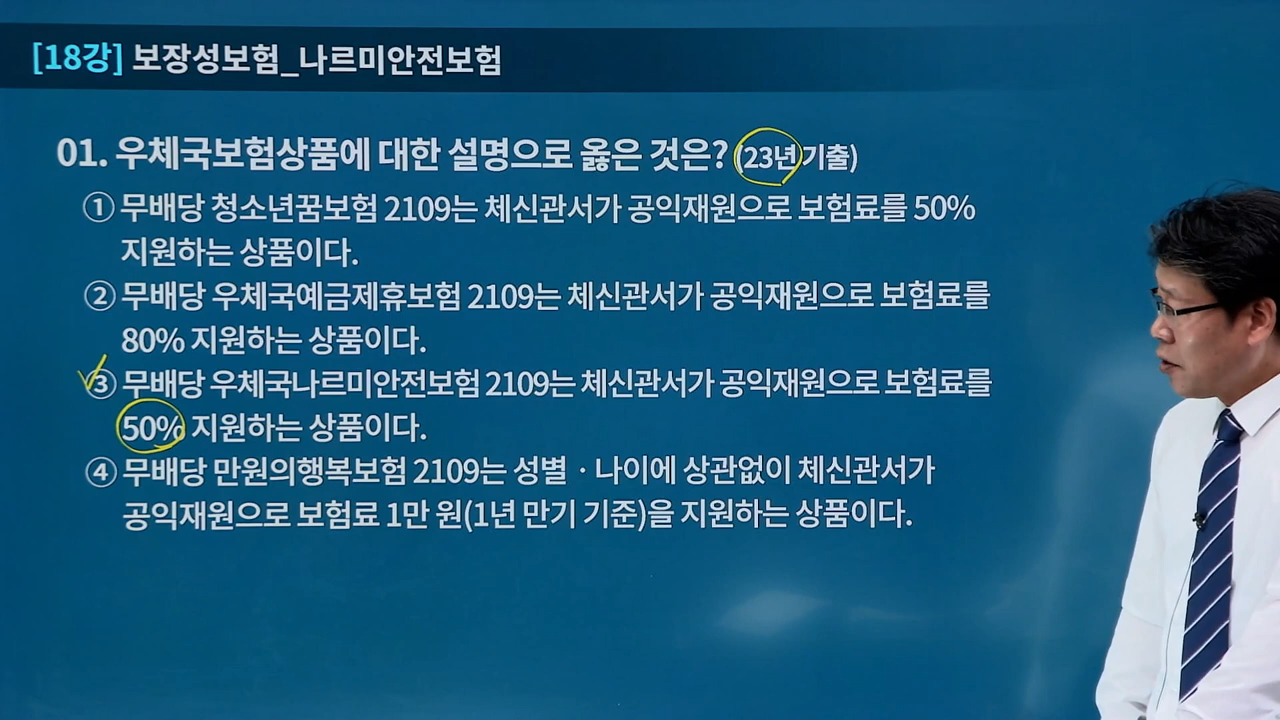 [18강] 보장성보험_나르미안전보험
01. 우체국보험상품에 대한 설명으로 옳은 것은? (23년 기출)
① 무배당 청소년꿈보험 2109는 체신관서가 공익재원으로 보험료를 50%
지원하는 상품이다.
② 무배당 우체국예금제휴보험 2109는 체신관서가 공익재원으로 보험료를
80% 지원하는 상품이다.
③ 무배당 우체국나르미안전보험 2109는 체신관서가 공익재원으로 보험료를
50% 지원하는 상품이다.
④ 무배당 만원의행복보험 2109는 성별 · 나이에 상관없이 체신관서가
공익재원으로 보험료 1만 원(1년 만기 기준)을 지원하는 상품이다.